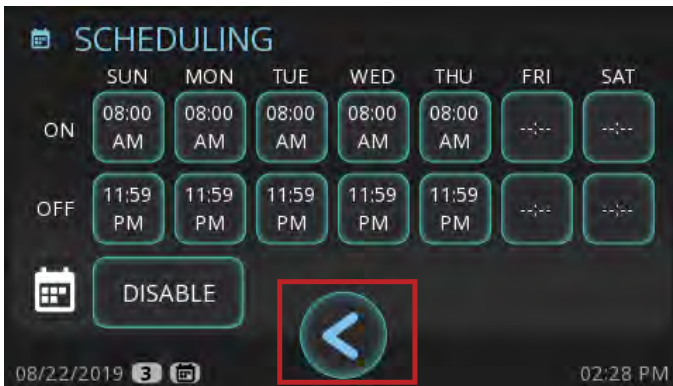 SCHEDULING
SUN MON TUE WED THU FRI SAT
ON 08:00 AM 08:00 AM 08:00 AM 08:00 AM 08:00 AM --:-- --:--
OFF 11:59 PM 11:59 PM 11:59 PM 11:59 PM 11:59 PM --:-- --:--
DISABLE
<
08/22/2019 3 02:28 PM